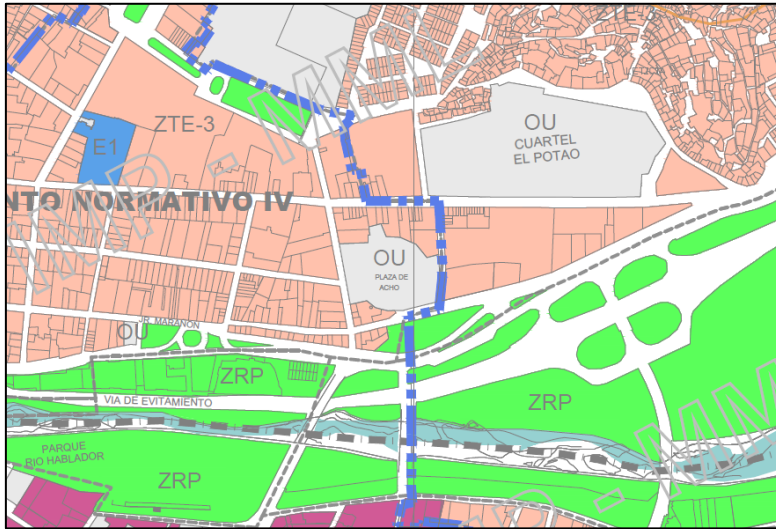 OU
CUARTEL
EL POTAO
ZTE-3
E1
NTO NORMATIVO IV
OU
PLAZA DE
ACHO
JR. MARAÑON
OU
ZRP
VIA DE EVITAMIENTO
ZRP
PARQUE
RIO HABLADOR
ZRP